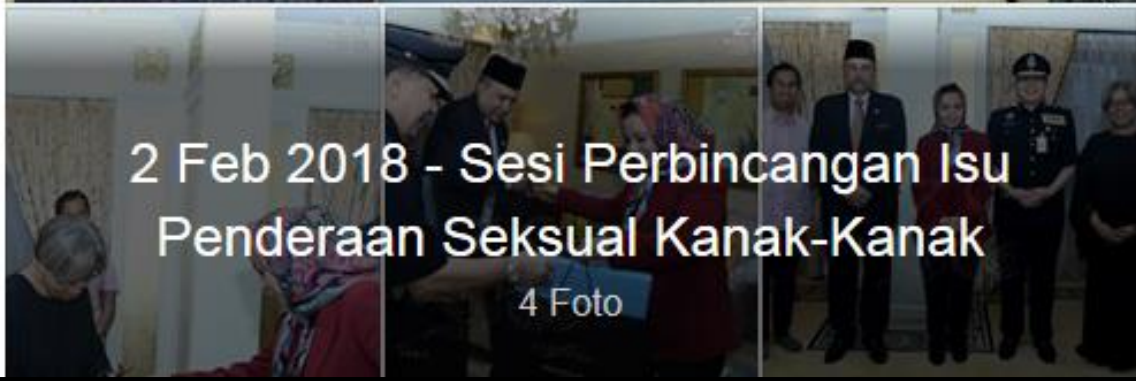 2 Feb 2018 - Sesi Perbincangan Isu
Penderaan Seksual Kanak-Kanak
4 Foto